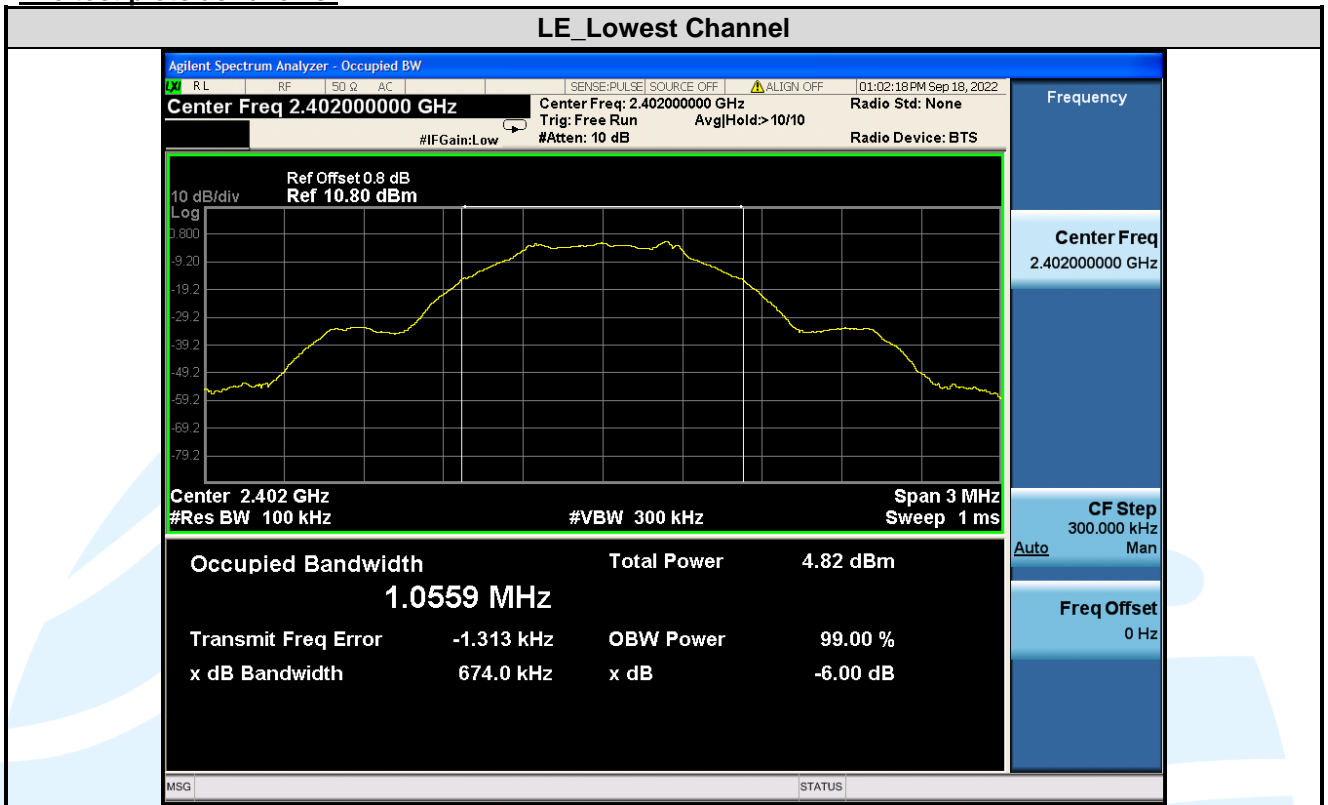 LE_Lowest Channel
Agilent Spectrum Analyzer - Occupied BW
LXI RL RF 50 Ω AC SENSE:PULSE SOURCE OFF ALIGN OFF 01:02:18 PM Sep 18, 2022
Center Freq 2.402000000 GHz Center Freq: 2.402000000 GHz Radio Std: None
Trig: Free Run Avg|Hold:>10/10
#IFGain:Low #Atten: 10 dB Radio Device: BTS
Frequency
Ref Offset 0.8 dB
10 dB/div Ref 10.80 dBm
Log
0.800
-9.20
-19.2
-29.2
-39.2
-49.2
-59.2
-69.2
-79.2
Center 2.402 GHz Span 3 MHz
#Res BW 100 kHz #VBW 300 kHz Sweep 1 ms
Center Freq
2.402000000 GHz
CF Step
300.000 kHz
Auto Man
Freq Offset
0 Hz
Occupied Bandwidth Total Power 4.82 dBm
1.0559 MHz
Transmit Freq Error -1.313 kHz OBW Power 99.00 %
x dB Bandwidth 674.0 kHz x dB -6.00 dB
MSG STATUS